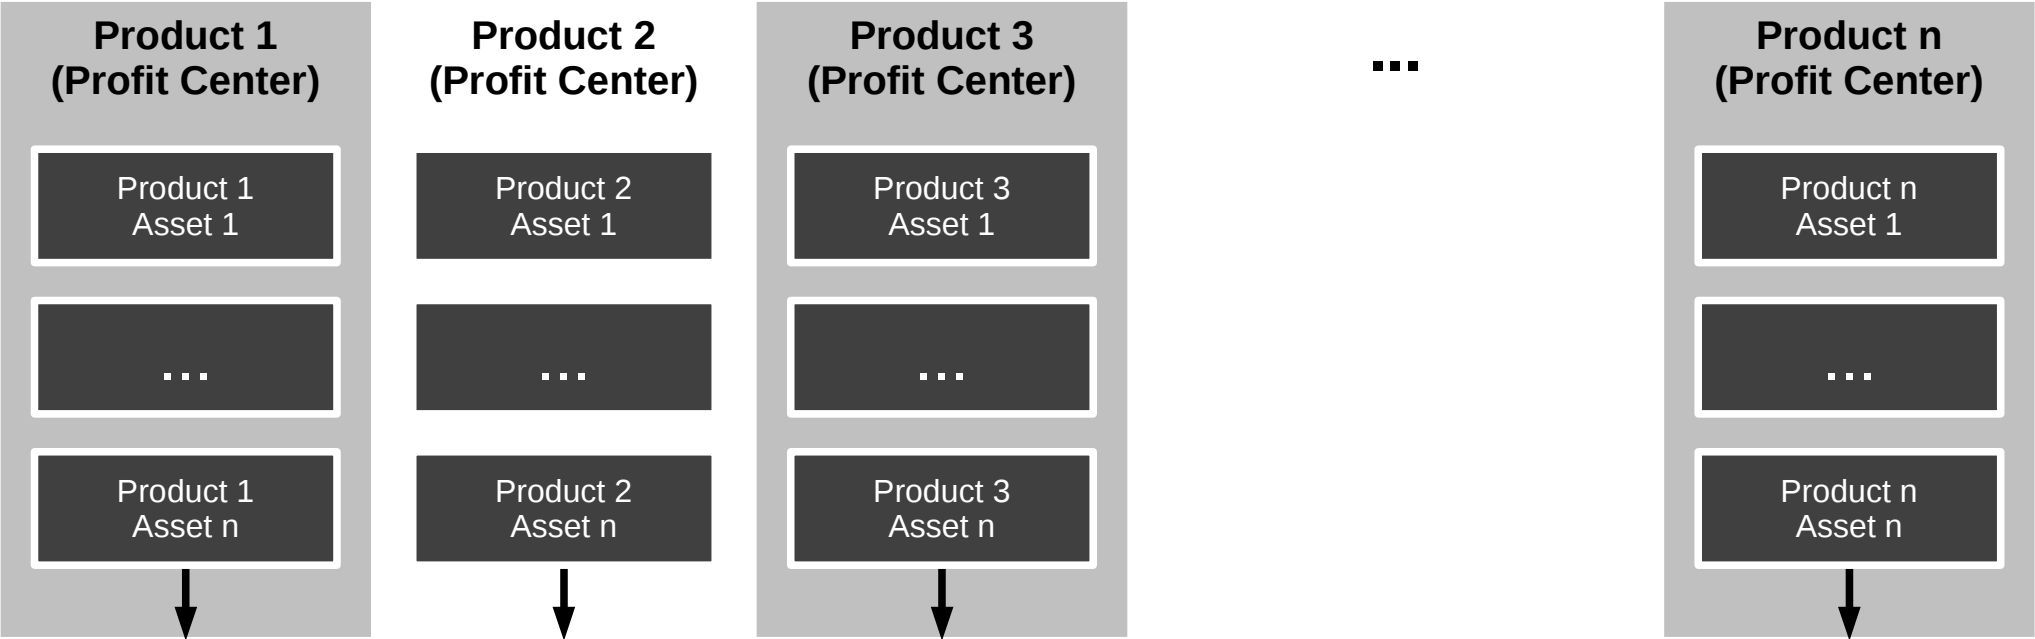 Product 1
(Profit Center)
Product 1
Asset 1
...
Product 1
Asset n
Product 2
(Profit Center)
Product 2
Asset 1
...
Product 2
Asset n
Product 3
(Profit Center)
Product 3
Asset 1
...
Product 3
Asset n
...
Product n
(Profit Center)
Product n
Asset 1
...
Product n
Asset n